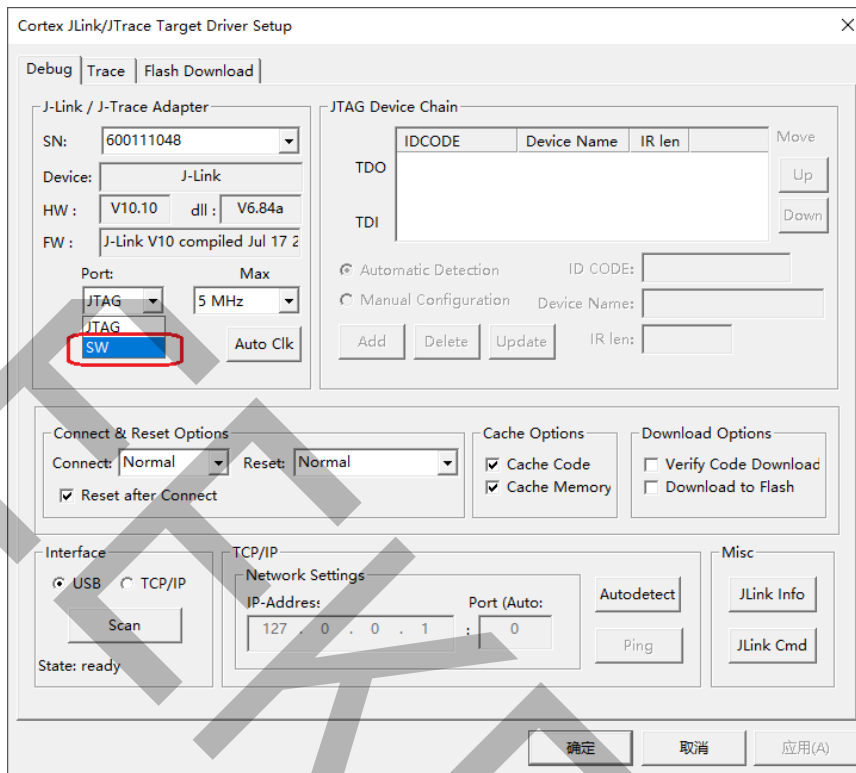 Cortex JLink/JTrace Target Driver Setup
Debug Trace Flash Download
J-Link / J-Trace Adapter
SN: 600111048
Device: J-Link
HW : V10.10 dll : V6.84a
FW : J-Link V10 compiled Jul 17 2
Port: Max
JTAG 5 MHz
JTAG
SW
Auto Clk
JTAG Device Chain
IDCODE Device Name IR len
Move
TDO
Up
TDI
Down
Automatic Detection ID CODE:
Manual Configuration Device Name:
Add Delete Update IR len:
Connect & Reset Options
Connect: Normal Reset: Normal
Reset after Connect
Cache Options
Cache Code
Cache Memory
Download Options
Verify Code Download
Download to Flash
Interface
USB TCP/IP
Scan
State: ready
TCP/IP
Network Settings
IP-Address Port (Auto:
127 . 0 . 0 . 1 : 0
Autodetect
Ping
Misc
JLink Info
JLink Cmd
确定 取消 应用(A)